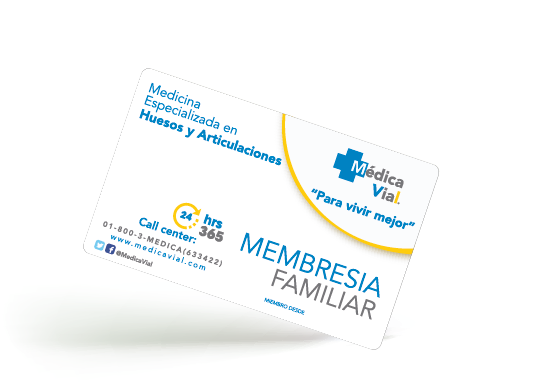 Medicina
Especializada en
Huesos y Articulaciones
Médica
Vial.
“Para vivir mejor”
24 hrs
365
Call center:
01-800-3-MEDICA(633422)
www.medicavial.com
@MedicaVial
MEMBRESIA
FAMILIAR
MIEMBRO DESDE